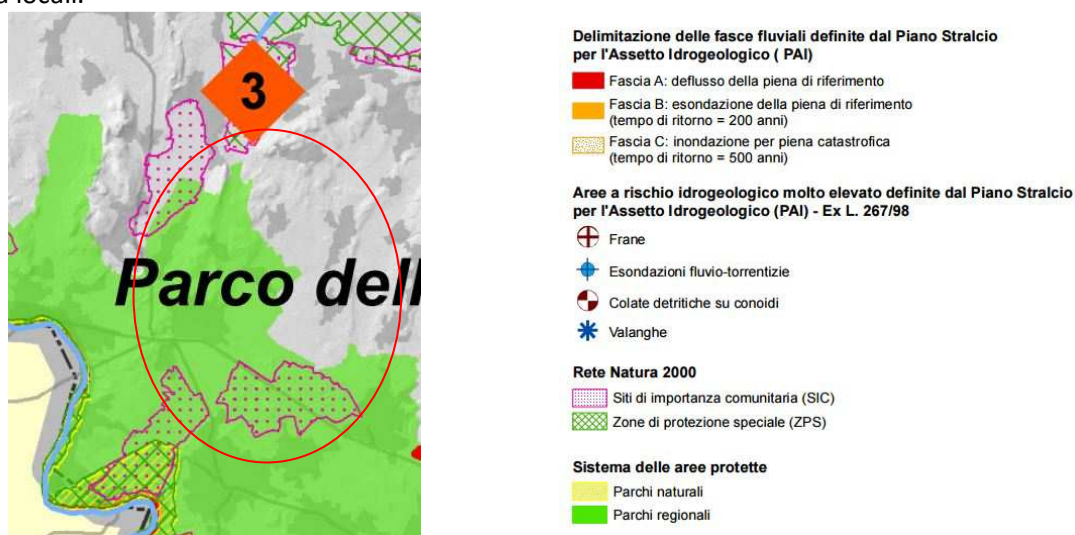 locali.
3
Parco dell
Delimitazione delle fasce fluviali definite dal Piano Stralcio
per l'Assetto Idrogeologico ( PAI)
Fascia A: deflusso della piena di riferimento
Fascia B: esondazione della piena di riferimento
(tempo di ritorno = 200 anni)
Fascia C: inondazione per piena catastrofica
(tempo di ritorno = 500 anni)
Aree a rischio idrogeologico molto elevato definite dal Piano Stralcio
per l'Assetto Idrogeologico (PAI) - Ex L. 267/98
Frane
Esondazioni fluvio-torrentizie
Colate detritiche su conoidi
Valanghe
Rete Natura 2000
Siti di importanza comunitaria (SIC)
Zone di protezione speciale (ZPS)
Sistema delle aree protette
Parchi naturali
Parchi regionali